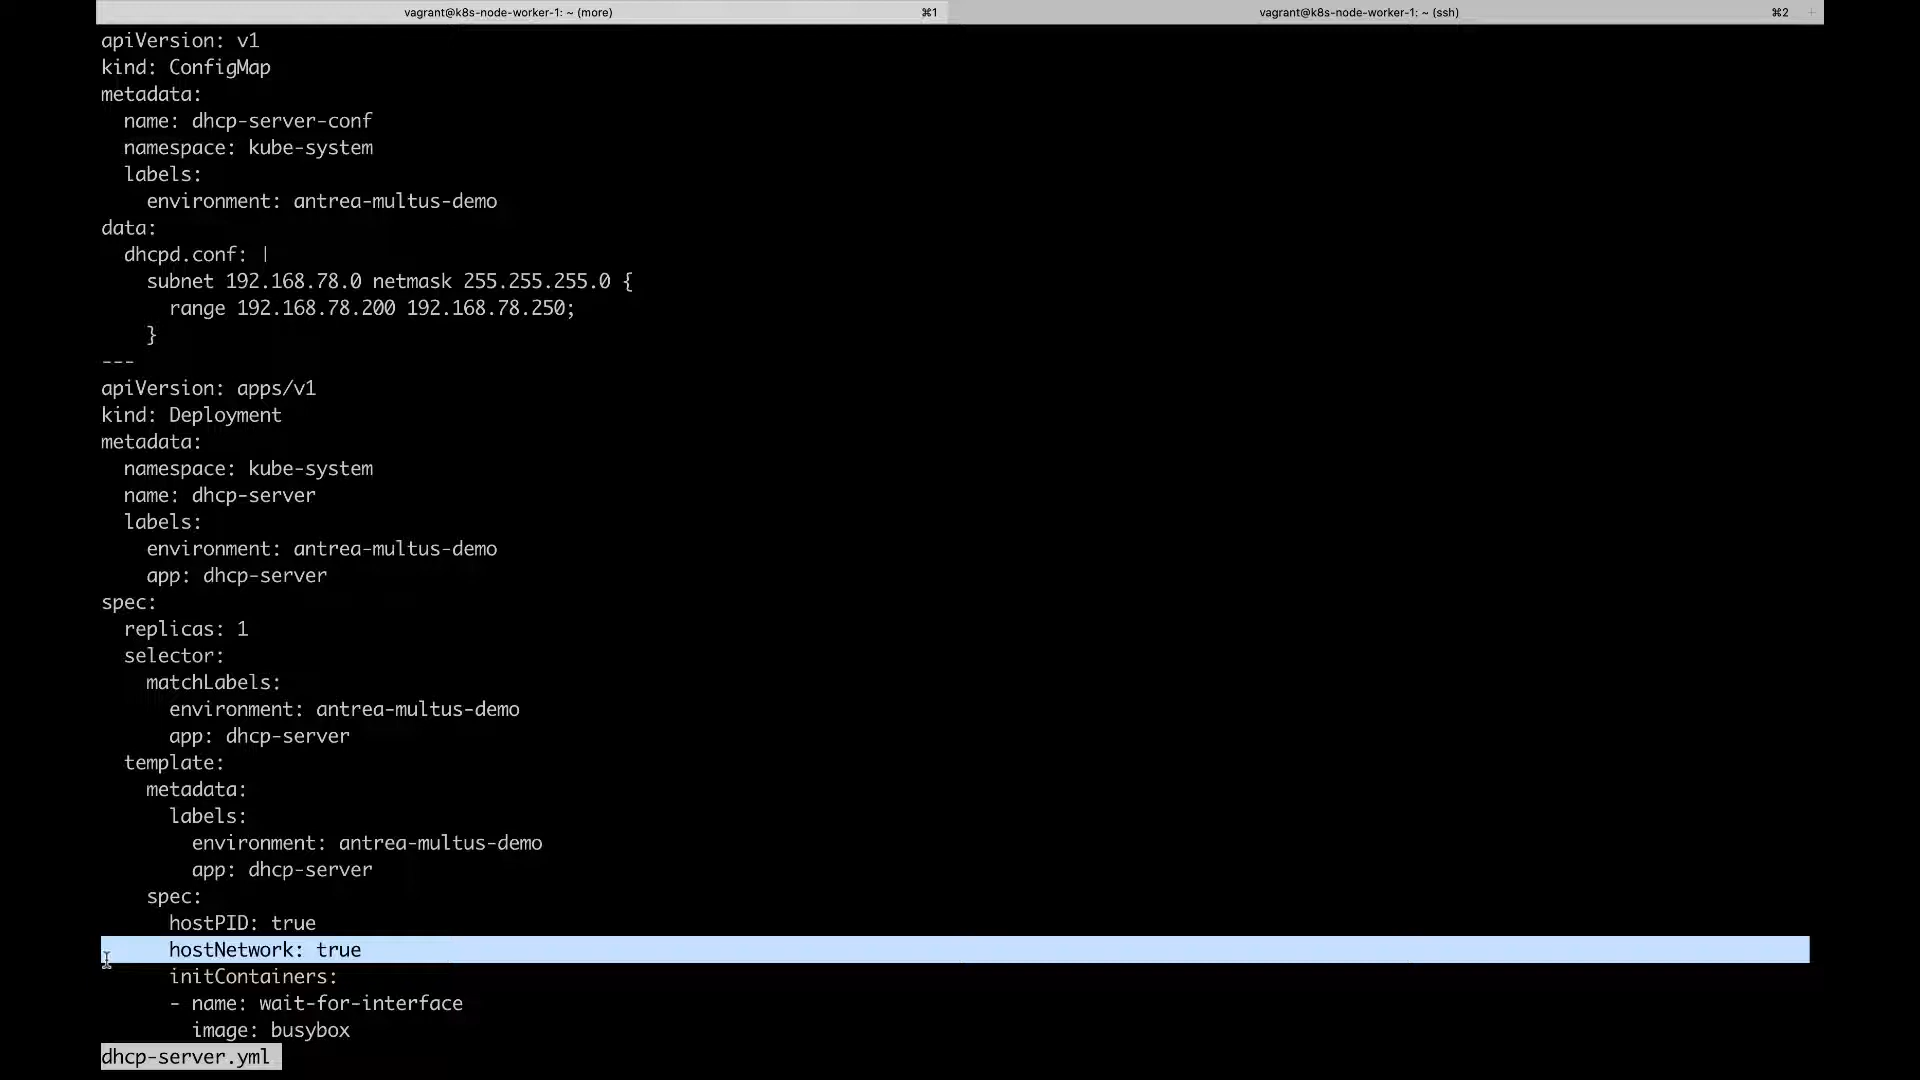 vagrant@k8s-node-worker-1: ~ (more) ⌘1 vagrant@k8s-node-worker-1: ~ (ssh) ⌘2 +
apiVersion: v1
kind: ConfigMap
metadata:
  name: dhcp-server-conf
  namespace: kube-system
  labels:
    environment: antrea-multus-demo
data:
  dhcpd.conf: |
    subnet 192.168.78.0 netmask 255.255.255.0 {
      range 192.168.78.200 192.168.78.250;
    }
---
apiVersion: apps/v1
kind: Deployment
metadata:
  namespace: kube-system
  name: dhcp-server
  labels:
    environment: antrea-multus-demo
    app: dhcp-server
spec:
  replicas: 1
  selector:
    matchLabels:
      environment: antrea-multus-demo
      app: dhcp-server
  template:
    metadata:
      labels:
        environment: antrea-multus-demo
        app: dhcp-server
    spec:
      hostPID: true
      hostNetwork: true
      initContainers:
      - name: wait-for-interface
        image: busybox
dhcp-server.yml